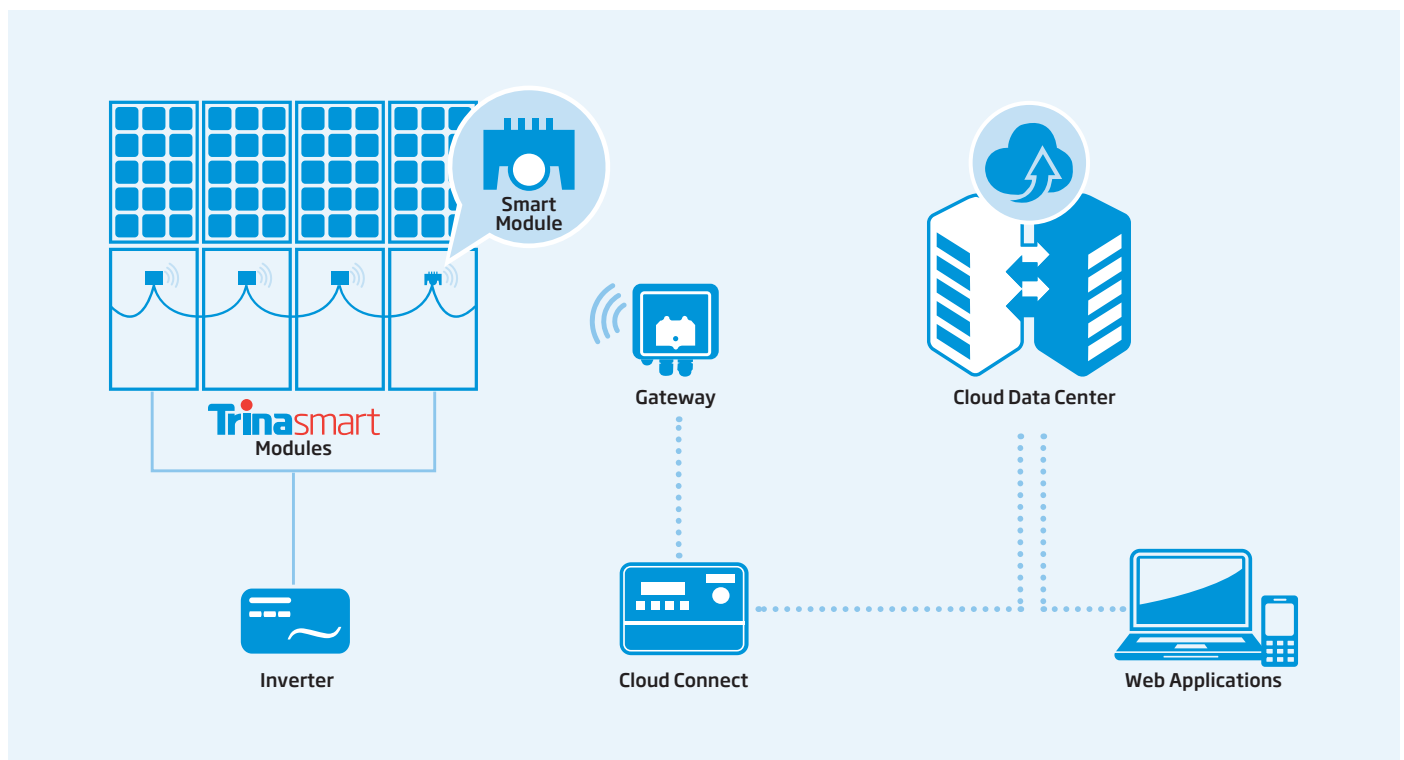 Smart
Module
Trinasmart
Modules
Gateway
Cloud Data Center
Inverter
Cloud Connect
Web Applications